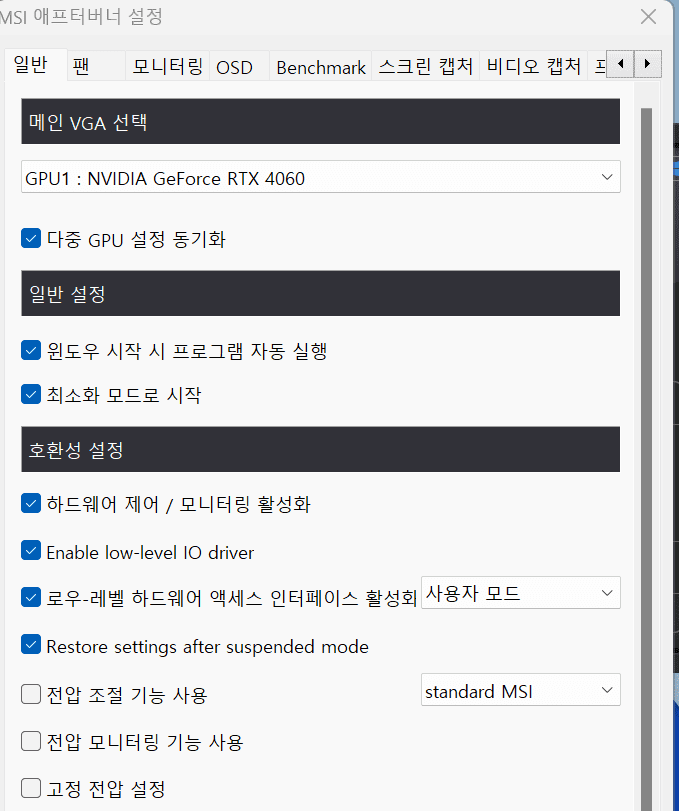 MSI 애프터버너 설정
일반 팬 모니터링 OSD Benchmark 스크린 캡처 비디오 캡처
메인 VGA 선택
GPU1 : NVIDIA GeForce RTX 4060
다중 GPU 설정 동기화
일반 설정
윈도우 시작 시 프로그램 자동 실행
최소화 모드로 시작
호환성 설정
하드웨어 제어 / 모니터링 활성화
Enable low-level IO driver
로우-레벨 하드웨어 액세스 인터페이스 활성화 사용자 모드
Restore settings after suspended mode
전압 조절 기능 사용 standard MSI
전압 모니터링 기능 사용
고정 전압 설정